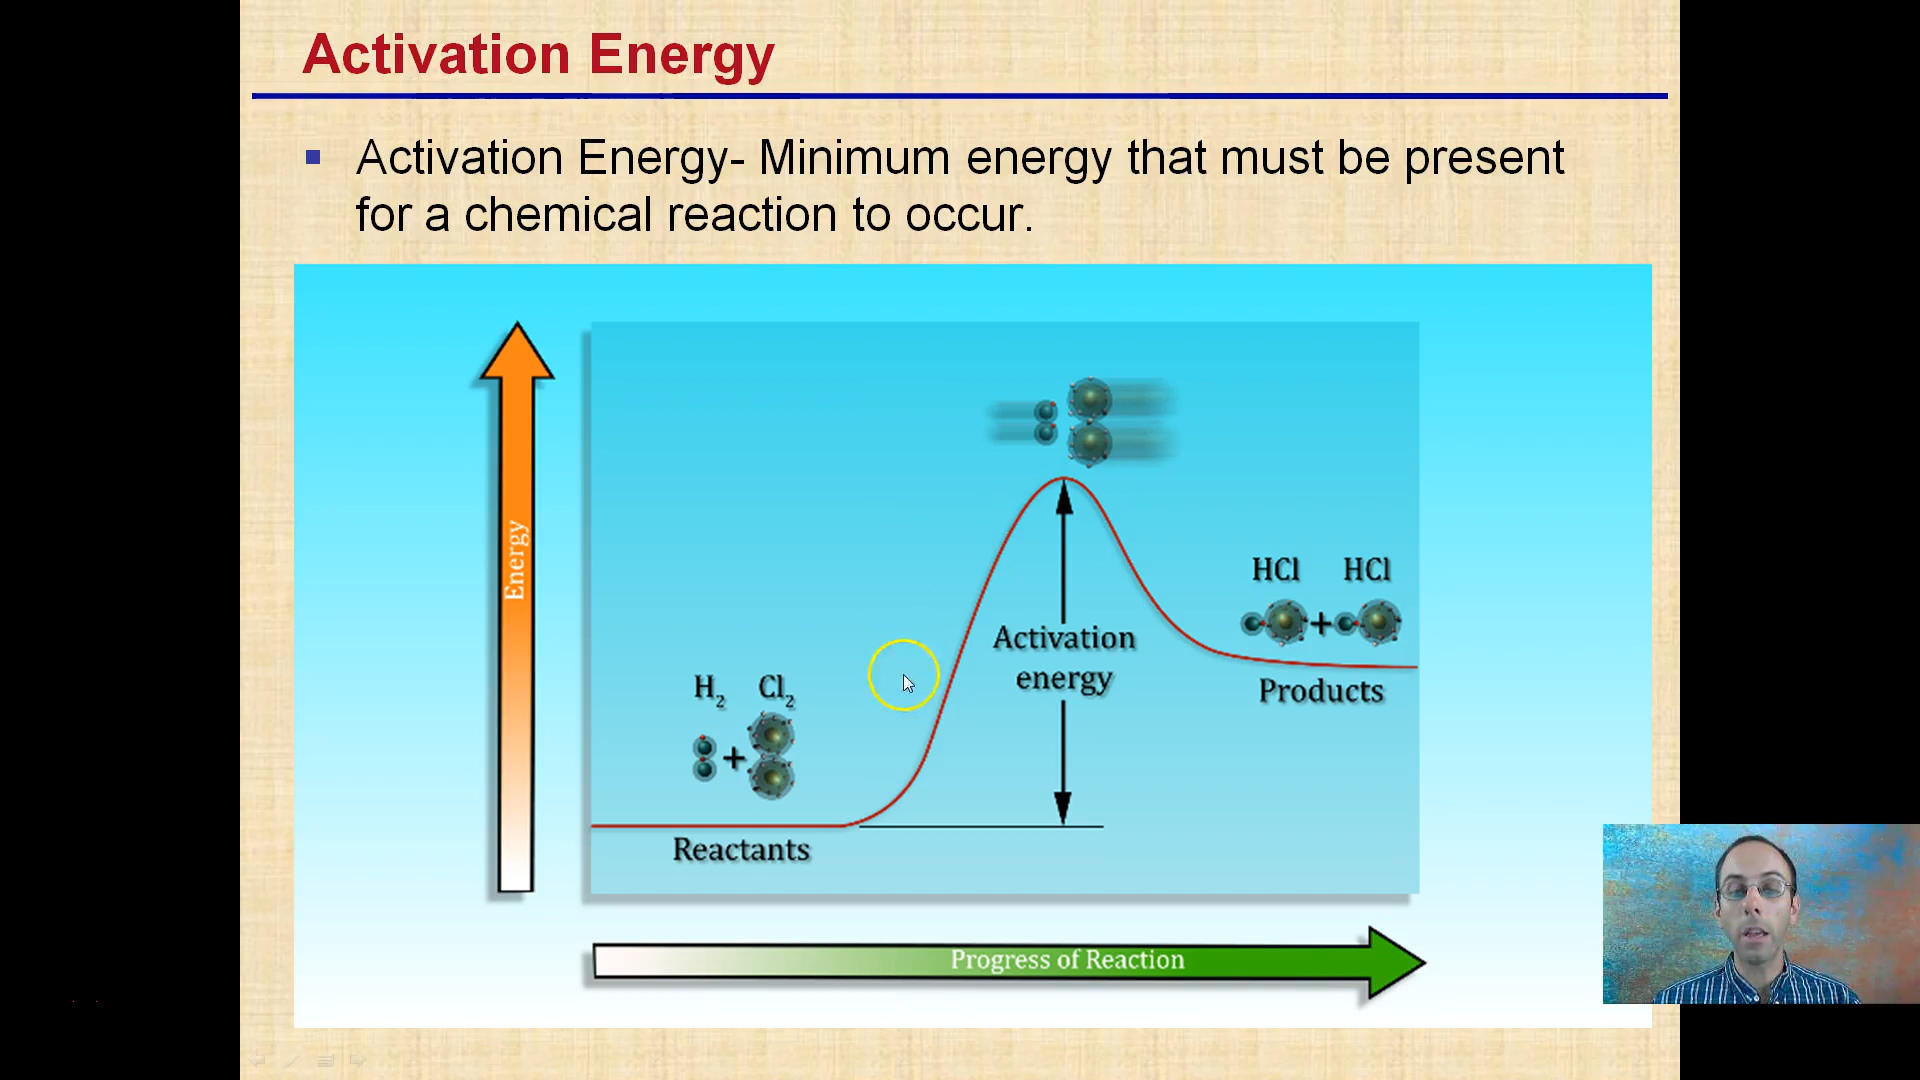 Activation Energy
Activation Energy- Minimum energy that must be present
for a chemical reaction to occur.
Energy
HCl HCl
+
Activation
energy
H₂ Cl₂
+
Products
Reactants
Progress of Reaction